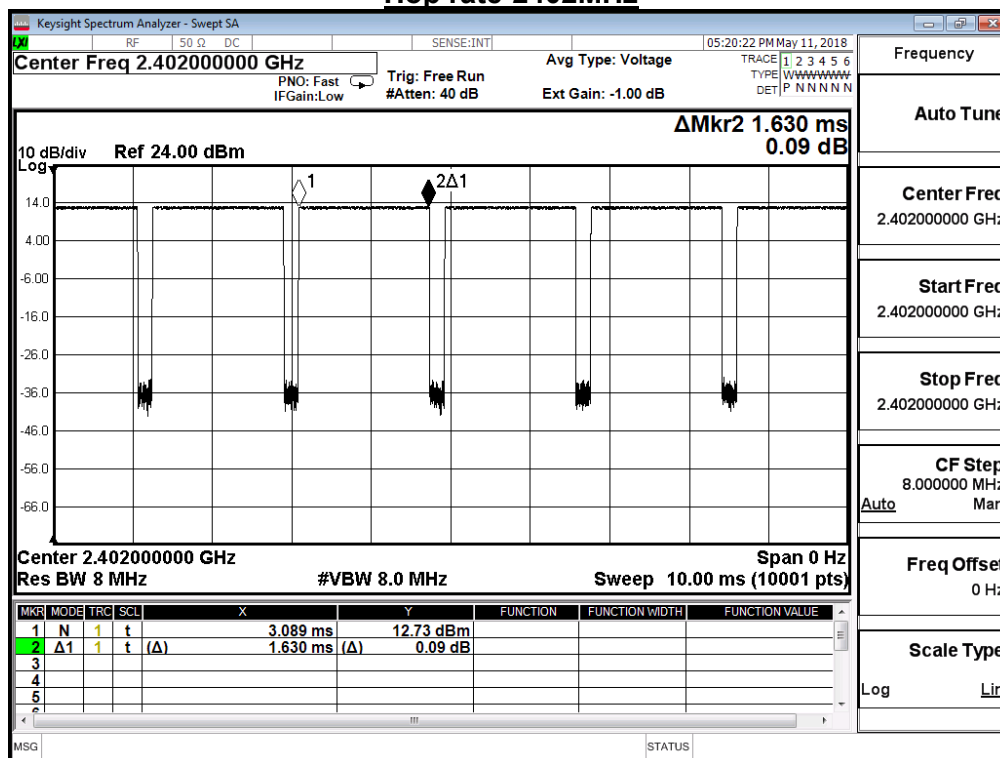 Hop rate 2402MHz
Keysight Spectrum Analyzer - Swept SA
LXI RF 50 Ω DC SENSE:INT 05:20:22 PM May 11, 2018
Center Freq 2.402000000 GHz
PNO: Fast
IFGain:Low
Trig: Free Run
#Atten: 40 dB
Avg Type: Voltage
Ext Gain: -1.00 dB
TRACE 1 2 3 4 5 6
TYPE WWWWWW
DET P N N N N N
ΔMkr2 1.630 ms
0.09 dB
10 dB/div Ref 24.00 dBm
Log
1
2Δ1
14.0
4.00
-6.00
-16.0
-26.0
-36.0
-46.0
-56.0
-66.0
Center 2.402000000 GHz Span 0 Hz
Res BW 8 MHz #VBW 8.0 MHz Sweep 10.00 ms (10001 pts)
MKR MODE TRC SCL X Y FUNCTION FUNCTION WIDTH FUNCTION VALUE
1 N 1 t 3.089 ms 12.73 dBm
2 Δ1 1 t (Δ) 1.630 ms (Δ) 0.09 dB
3
4
5
6
MSG STATUS
Frequency
Auto Tune
Center Freq
2.402000000 GHz
Start Freq
2.402000000 GHz
Stop Freq
2.402000000 GHz
CF Step
8.000000 MHz
Auto Man
Freq Offset
0 Hz
Scale Type
Log Lin